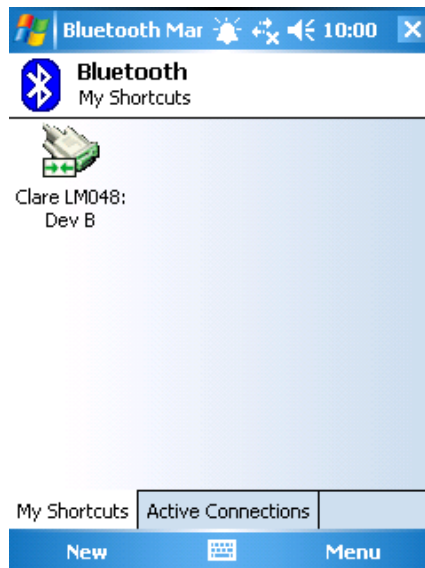 Bluetooth Mar 10:00
Bluetooth
My Shortcuts
Clare LM048:
Dev B
My Shortcuts Active Connections
New Menu